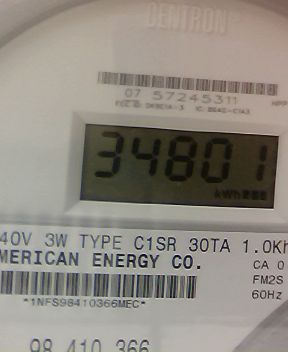 CENTRON
07 57245311
34801
kWh
40V 3W TYPE C1SR 30TA 1.0Kh
MERICAN ENERGY CO.
CA 0
FM2S
60Hz
*1NFS98410366MEC*
98 410 366